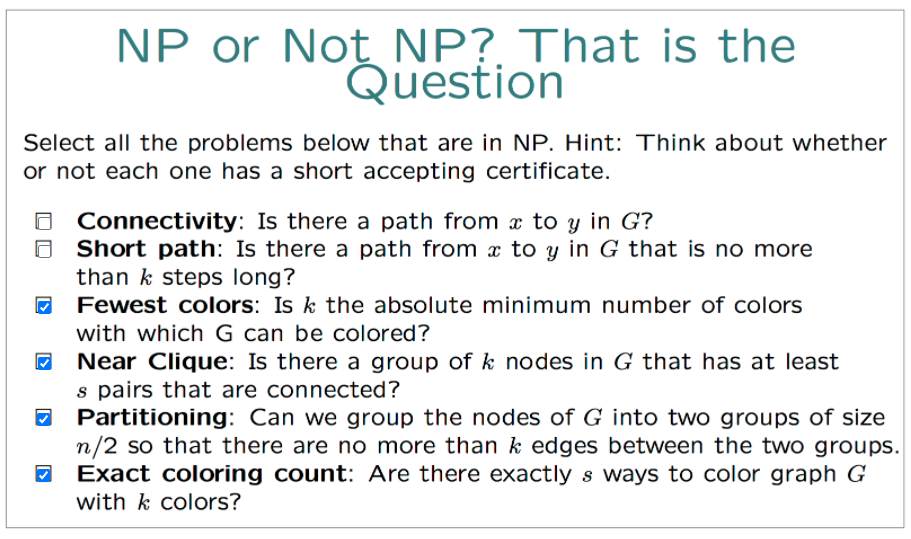 NP or Not NP? That is the
Question
Select all the problems below that are in NP. Hint: Think about whether
or not each one has a short accepting certificate.
Connectivity: Is there a path from x to y in G?
Short path: Is there a path from x to y in G that is no more
than k steps long?
Fewest colors: Is k the absolute minimum number of colors
with which G can be colored?
Near Clique: Is there a group of k nodes in G that has at least
s pairs that are connected?
Partitioning: Can we group the nodes of G into two groups of size
n/2 so that there are no more than k edges between the two groups.
Exact coloring count: Are there exactly s ways to color graph G
with k colors?